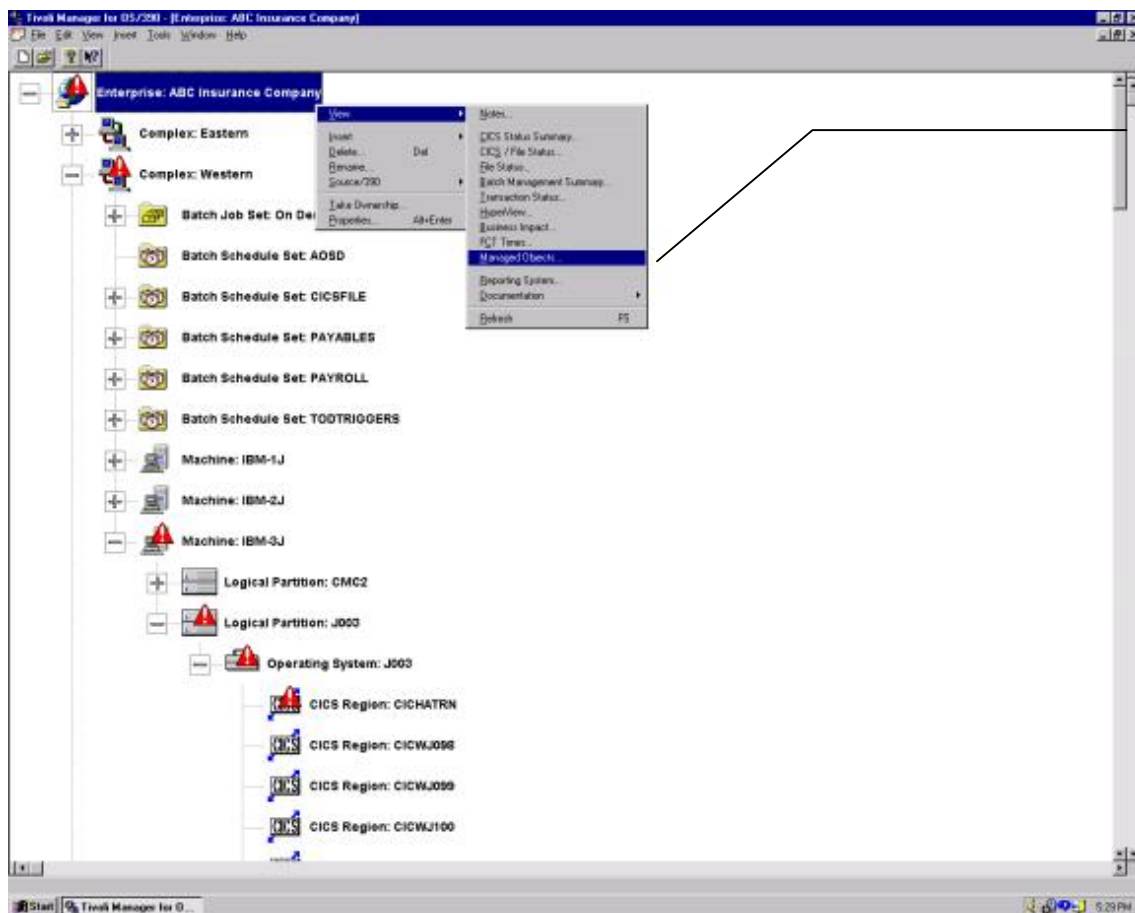 Tivoli Manager for OS/390 - [Enterprise: ABC Insurance Company]
File Edit View Insert Tools Window Help
Enterprise: ABC Insurance Company
View
Insert
Delete... Del
Rename...
Source/390
Take Ownership...
Properties... Alt+Enter
Notes...
CICS Status Summary...
CICS / File Status...
File Status...
Batch Management Summary...
Transaction Status...
HyperView...
Business Impact...
FCT Times...
Managed Objects...
Reporting System...
Documentation
Refresh F5
Complex: Eastern
Complex: Western
Batch Job Set: On De
Batch Schedule Set: AOSD
Batch Schedule Set: CICSFILE
Batch Schedule Set: PAYABLES
Batch Schedule Set: PAYROLL
Batch Schedule Set: TODTRIGGERS
Machine: IBM-1J
Machine: IBM-2J
Machine: IBM-3J
Logical Partition: CMC2
Logical Partition: J003
Operating System: J003
CICS CICS Region: CICHATRN
CICS CICS Region: CICWJ098
CICS CICS Region: CICWJ099
CICS CICS Region: CICWJ100
Start Tivoli Manager for O... 5:29 PM